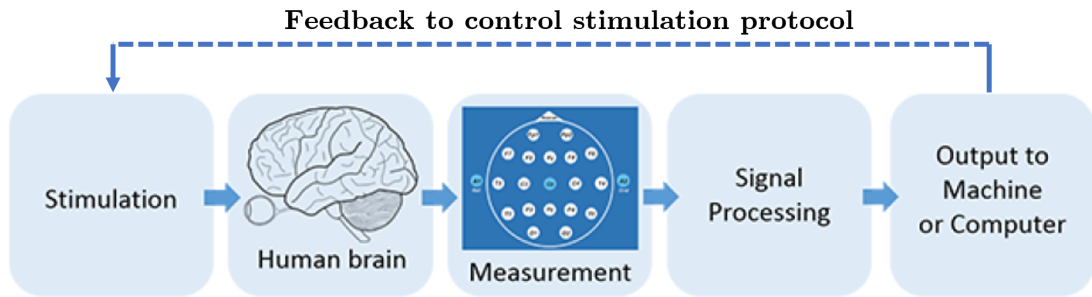 Feedback to control stimulation protocol
Stimulation
Human brain
Measurement
Signal
Processing
Output to
Machine
or Computer